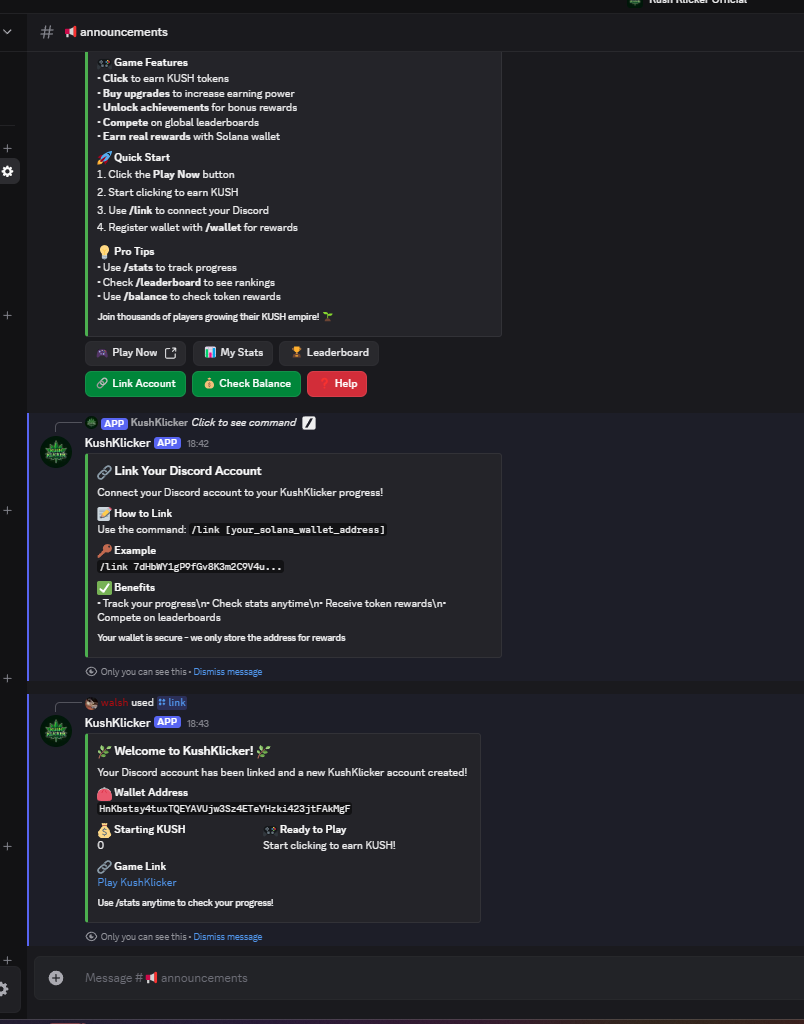 Kush Klicker Official
# 📢 announcements
🎮 Game Features
- Click to earn KUSH tokens
- Buy upgrades to increase earning power
- Unlock achievements for bonus rewards
- Compete on global leaderboards
- Earn real rewards with Solana wallet
🚀 Quick Start
1. Click the Play Now button
2. Start clicking to earn KUSH
3. Use /link to connect your Discord
4. Register wallet with /wallet for rewards
💡 Pro Tips
- Use /stats to track progress
- Check /leaderboard to see rankings
- Use /balance to check token rewards
Join thousands of players growing their KUSH empire! 🌱
🎮 Play Now 📊 My Stats 🏆 Leaderboard
🔗 Link Account 💰 Check Balance ❓ Help
APP KushKlicker Click to see command
KushKlicker APP 18:42
🔗 Link Your Discord Account
Connect your Discord account to your KushKlicker progress!
📝 How to Link
Use the command: /link [your_solana_wallet_address]
🔑 Example
/link 7dHbWY1gP9fGv8K3m2C9V4u...
✅ Benefits
• Track your progress\n• Check stats anytime\n• Receive token rewards\n•
Compete on leaderboards
Your wallet is secure - we only store the address for rewards
Only you can see this • Dismiss message
walsh used link
KushKlicker APP 18:43
🌿 Welcome to KushKlicker! 🌿
Your Discord account has been linked and a new KushKlicker account created!
👛 Wallet Address
HnKbstsy4tuxTQEYAVUjw3Sz4ETeYHzki423jtFAkMgF
💰 Starting KUSH 🎮 Ready to Play
0 Start clicking to earn KUSH!
🔗 Game Link
Play KushKlicker
Use /stats anytime to check your progress!
Only you can see this • Dismiss message
Message # 📢 announcements